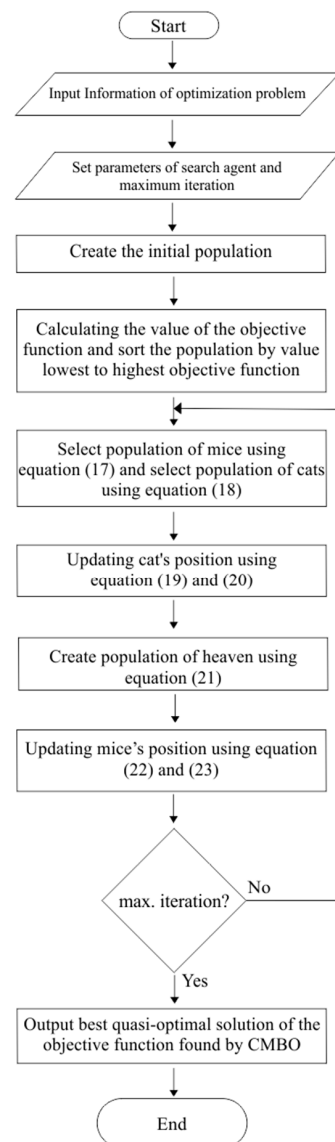 Start
Input Information of optimization problem
Set parameters of search agent and
maximum iteration
Create the initial population
Calculating the value of the objective
function and sort the population by value
lowest to highest objective function
Select population of mice using
equation (17) and select population of cats
using equation (18)
Updating cat's position using
equation (19) and (20)
Create population of heaven using
equation (21)
Updating mice’s position using equation
(22) and (23)
max. iteration?
No
Yes
Output best quasi-optimal solution of the
objective function found by CMBO
End